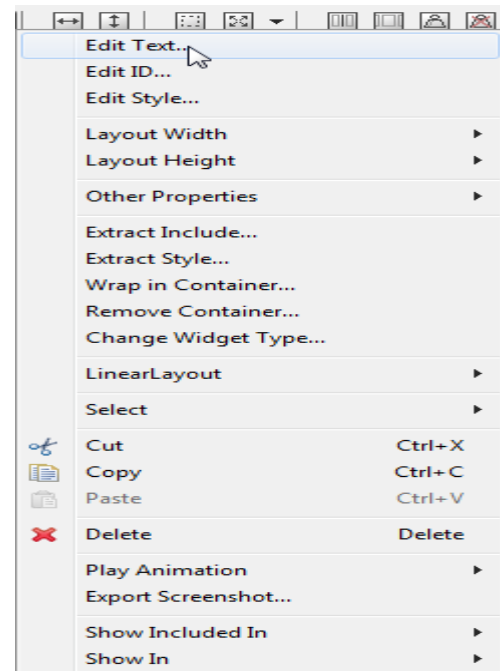 Edit Text...
Edit ID...
Edit Style...
Layout Width
Layout Height
Other Properties
Extract Include...
Extract Style...
Wrap in Container...
Remove Container...
Change Widget Type...
LinearLayout
Select
Cut Ctrl+X
Copy Ctrl+C
Paste Ctrl+V
Delete Delete
Play Animation
Export Screenshot...
Show Included In
Show In